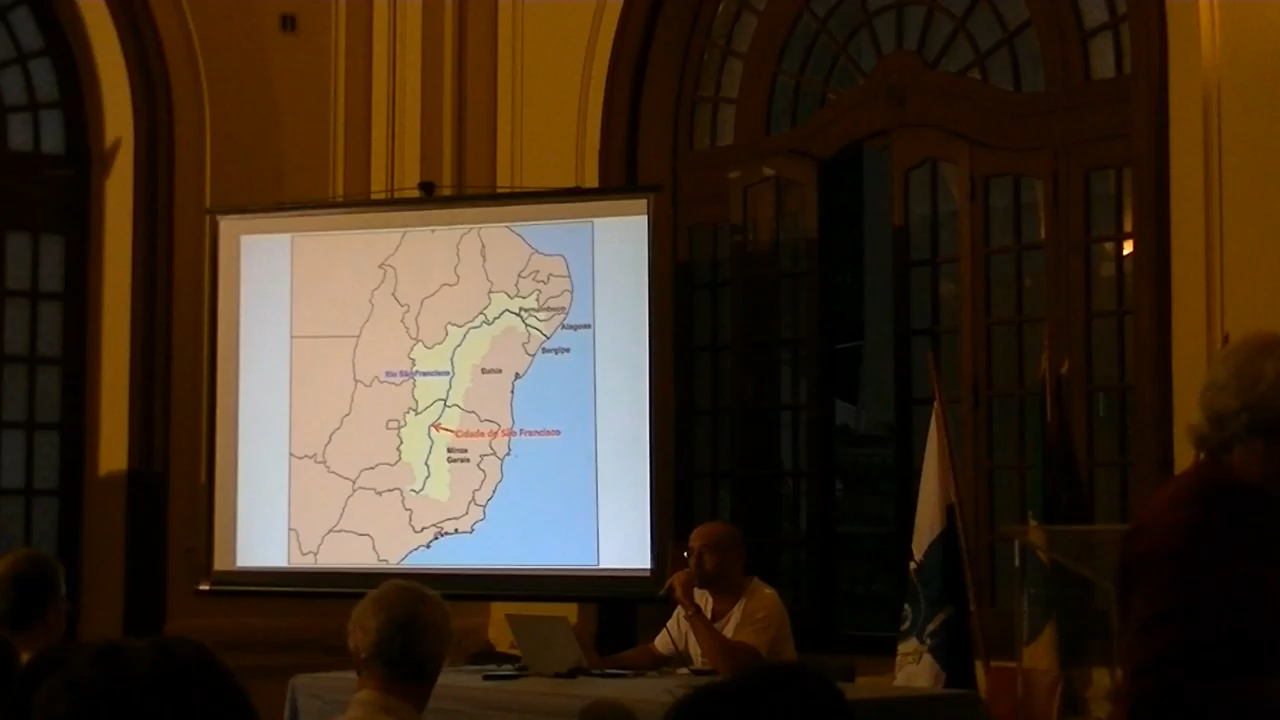 Pernambuco
Alagoas
Sergipe
Rio São Francisco
Bahia
Cidade de São Francisco
Minas
Gerais